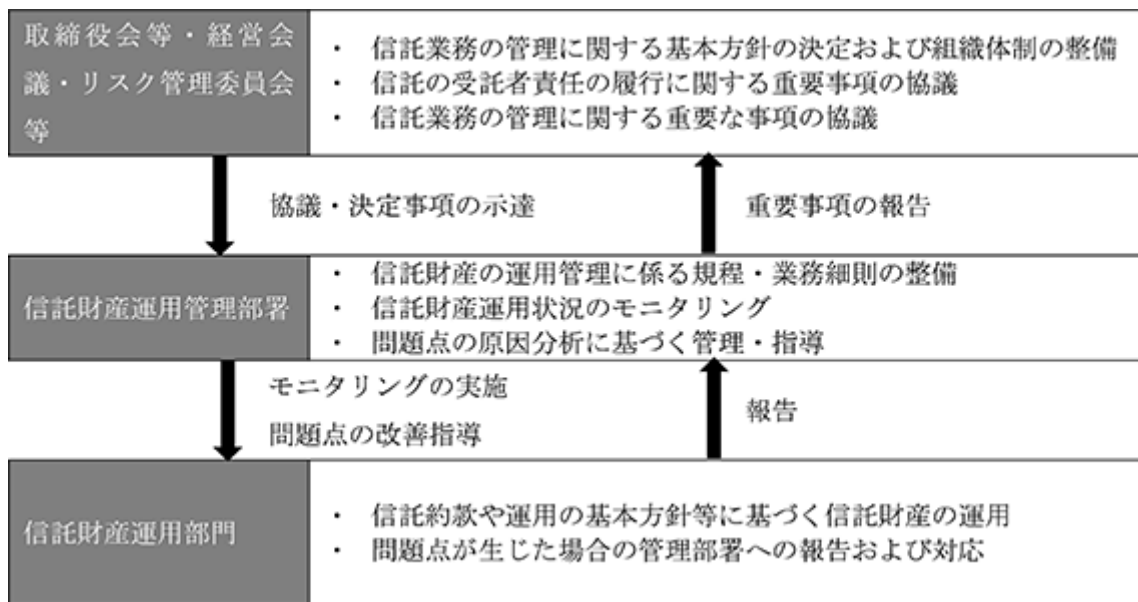 取締役会等・経営会
議・リスク管理委員会
等
・ 信託業務の管理に関する基本方針の決定および組織体制の整備
・ 信託の受託者責任の履行に関する重要事項の協議
・ 信託業務の管理に関する重要な事項の協議
協議・決定事項の示達
重要事項の報告
信託財産運用管理部署
・ 信託財産の運用管理に係る規程・業務細則の整備
・ 信託財産運用状況のモニタリング
・ 問題点の原因分析に基づく管理・指導
モニタリングの実施
問題点の改善指導
報告
信託財産運用部門
・ 信託約款や運用の基本方針等に基づく信託財産の運用
・ 問題点が生じた場合の管理部署への報告および対応